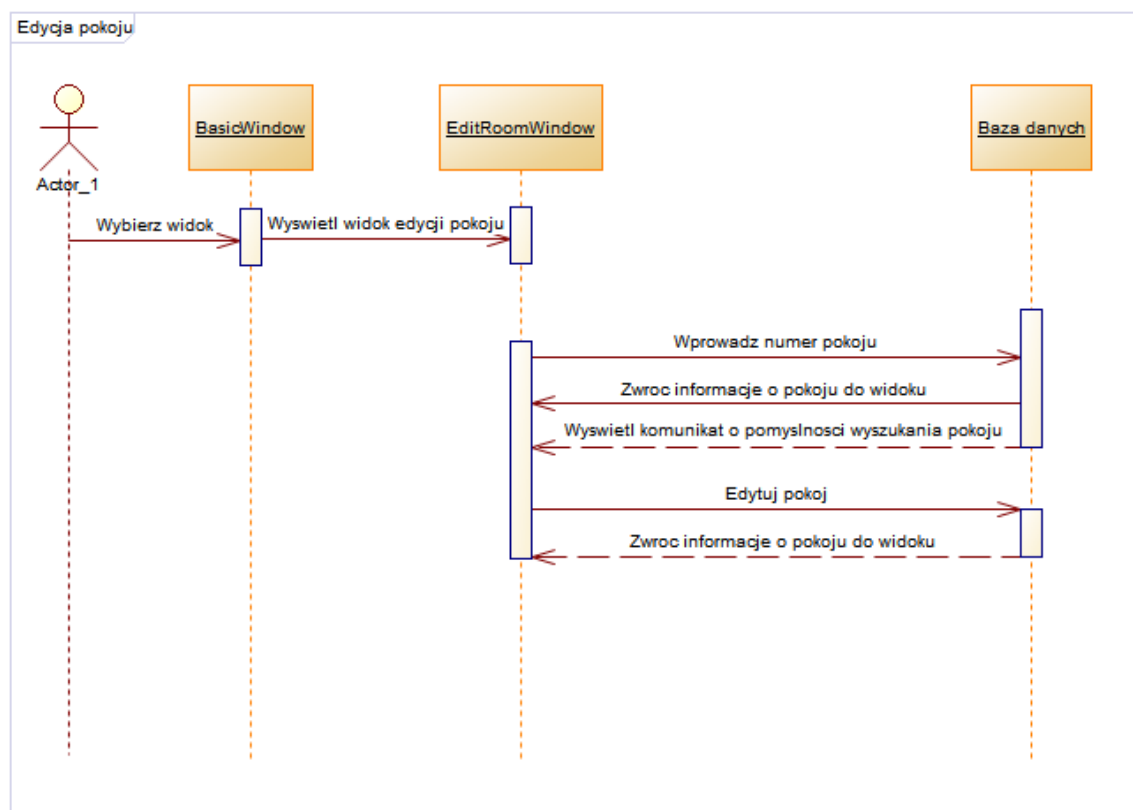 Edycja pokoju
BasicWindow
EditRoomWindow
Baza danych
Actor_1
Wybierz widok
Wyswietl widok edycji pokoju
Wprowadz numer pokoju
Zwroc informacje o pokoju do widoku
Wyswietl komunikat o pomyslnosci wyszukania pokoju
Edytuj pokoj
Zwroc informacje o pokoju do widoku